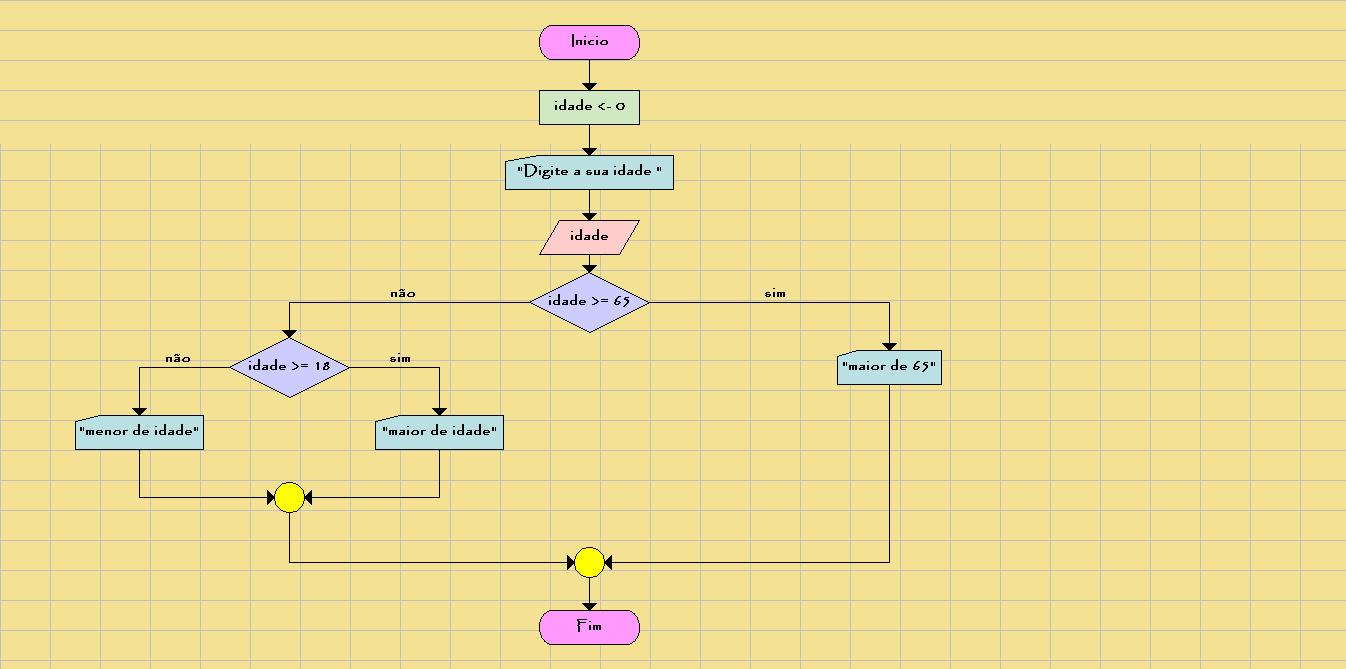 Inicio
idade <- 0
"Digite a sua idade "
idade
idade >= 65
não
sim
idade >= 18
não
sim
"maior de 65"
"menor de idade"
"maior de idade"
Fim